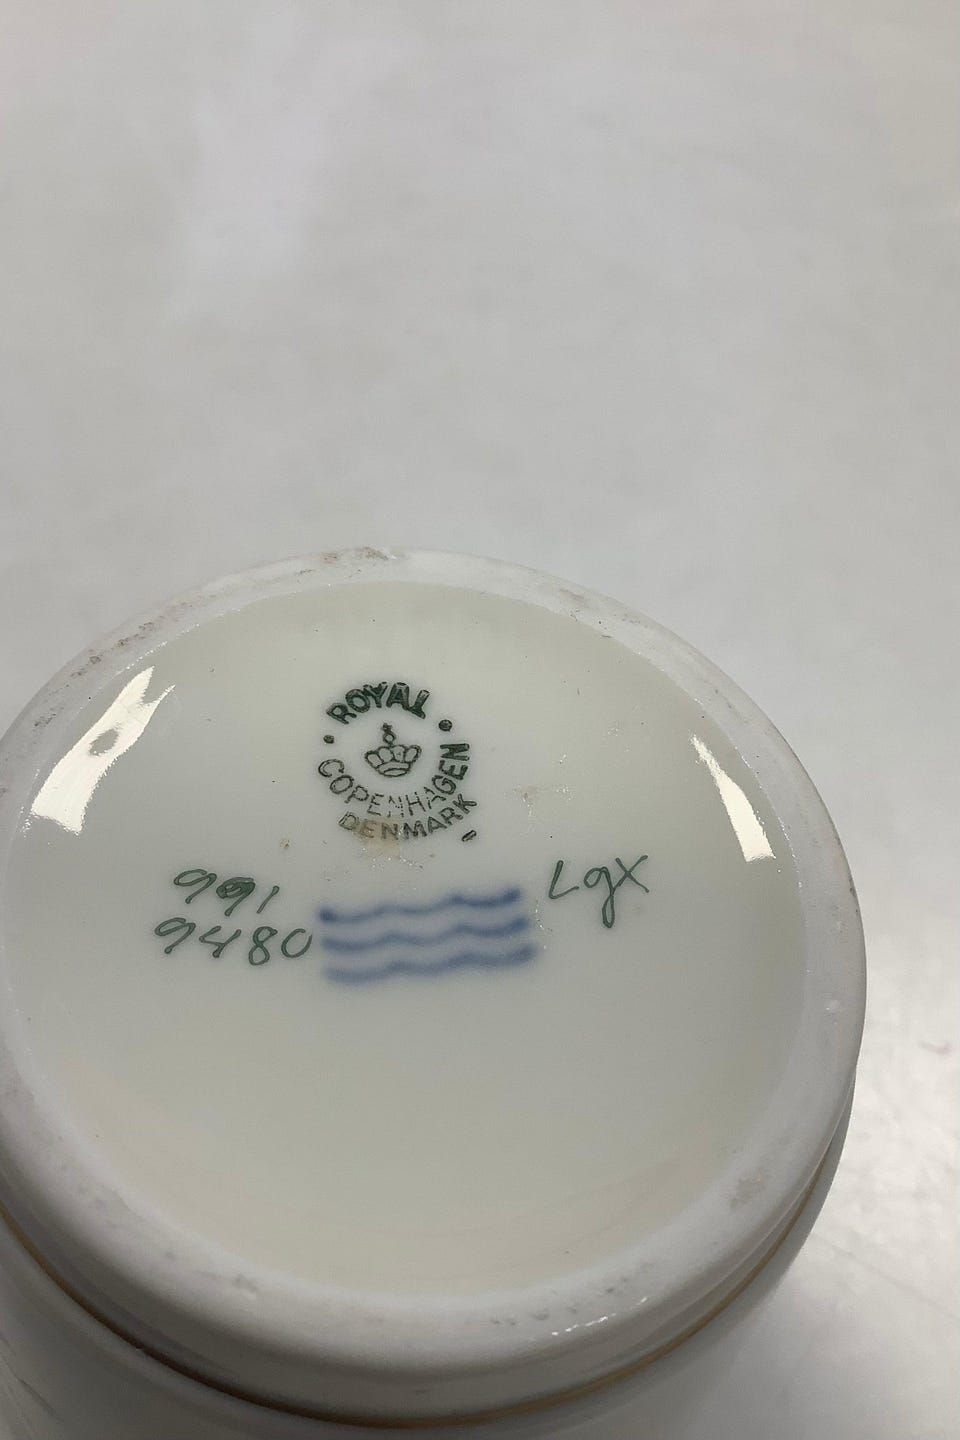 ROYAL
COPENHAGEN
DENMARK
991
9480
LgX